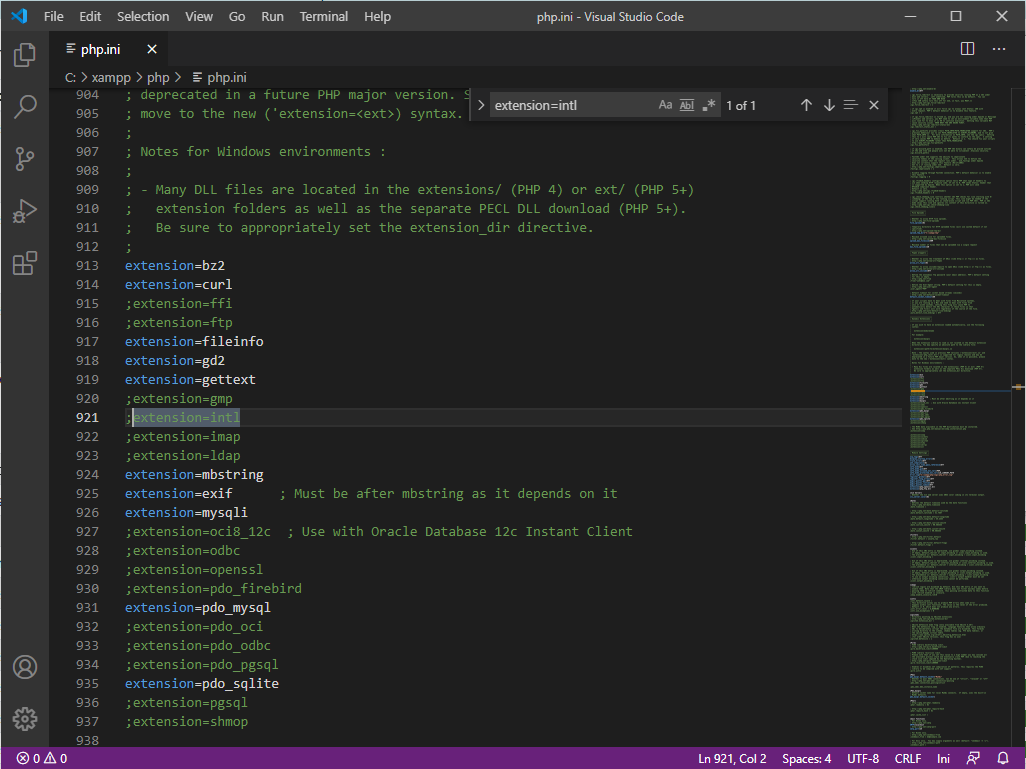 File Edit Selection View Go Run Terminal Help php.ini - Visual Studio Code
php.ini
C: > xampp > php > php.ini
extension=intl Aa Abl .* 1 of 1
904 ; deprecated in a future PHP major version. S
905 ; move to the new ('extension=<ext>) syntax.
906 ;
907 ; Notes for Windows environments :
908 ;
909 ; - Many DLL files are located in the extensions/ (PHP 4) or ext/ (PHP 5+)
910 ;   extension folders as well as the separate PECL DLL download (PHP 5+).
911 ;   Be sure to appropriately set the extension_dir directive.
912 ;
913 extension=bz2
914 extension=curl
915 ;extension=ffi
916 ;extension=ftp
917 extension=fileinfo
918 extension=gd2
919 extension=gettext
920 ;extension=gmp
921 ;extension=intl
922 ;extension=imap
923 ;extension=ldap
924 extension=mbstring
925 extension=exif      ; Must be after mbstring as it depends on it
926 extension=mysqli
927 ;extension=oci8_12c  ; Use with Oracle Database 12c Instant Client
928 ;extension=odbc
929 ;extension=openssl
930 ;extension=pdo_firebird
931 extension=pdo_mysql
932 ;extension=pdo_oci
933 ;extension=pdo_odbc
934 ;extension=pdo_pgsql
935 extension=pdo_sqlite
936 ;extension=pgsql
937 ;extension=shmop
938
0 0 Ln 921, Col 2 Spaces: 4 UTF-8 CRLF Ini